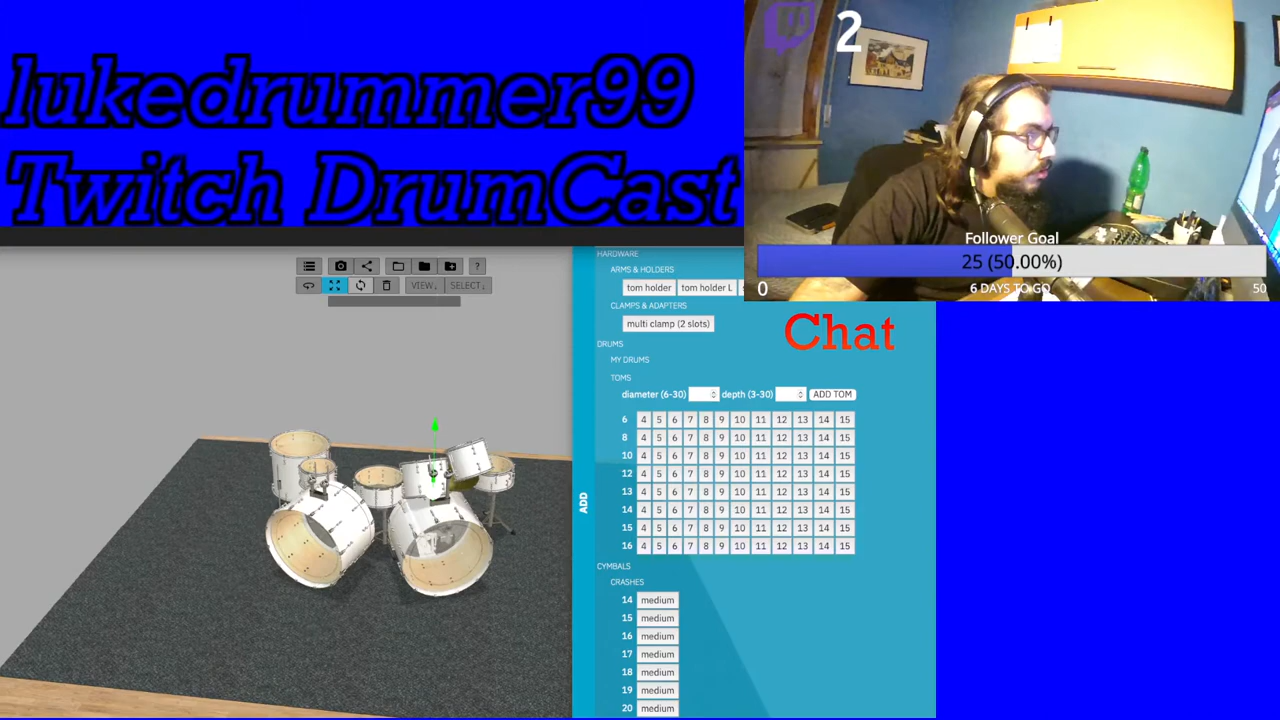 lukedrummer99
Twitch DrumCast
2
Follower Goal
25 (50.00%)
0
6 DAYS TO GO
50
Chat
?
VIEW↓
SELECT↓
ADD
HARDWARE
ARMS & HOLDERS
tom holder tom holder L
CLAMPS & ADAPTERS
multi clamp (2 slots)
DRUMS
MY DRUMS
TOMS
diameter (6-30) depth (3-30) ADD TOM
6 4 5 6 7 8 9 10 11 12 13 14 15
8 4 5 6 7 8 9 10 11 12 13 14 15
10 4 5 6 7 8 9 10 11 12 13 14 15
12 4 5 6 7 8 9 10 11 12 13 14 15
13 4 5 6 7 8 9 10 11 12 13 14 15
14 4 5 6 7 8 9 10 11 12 13 14 15
15 4 5 6 7 8 9 10 11 12 13 14 15
16 4 5 6 7 8 9 10 11 12 13 14 15
CYMBALS
CRASHES
14 medium
15 medium
16 medium
17 medium
18 medium
19 medium
20 medium